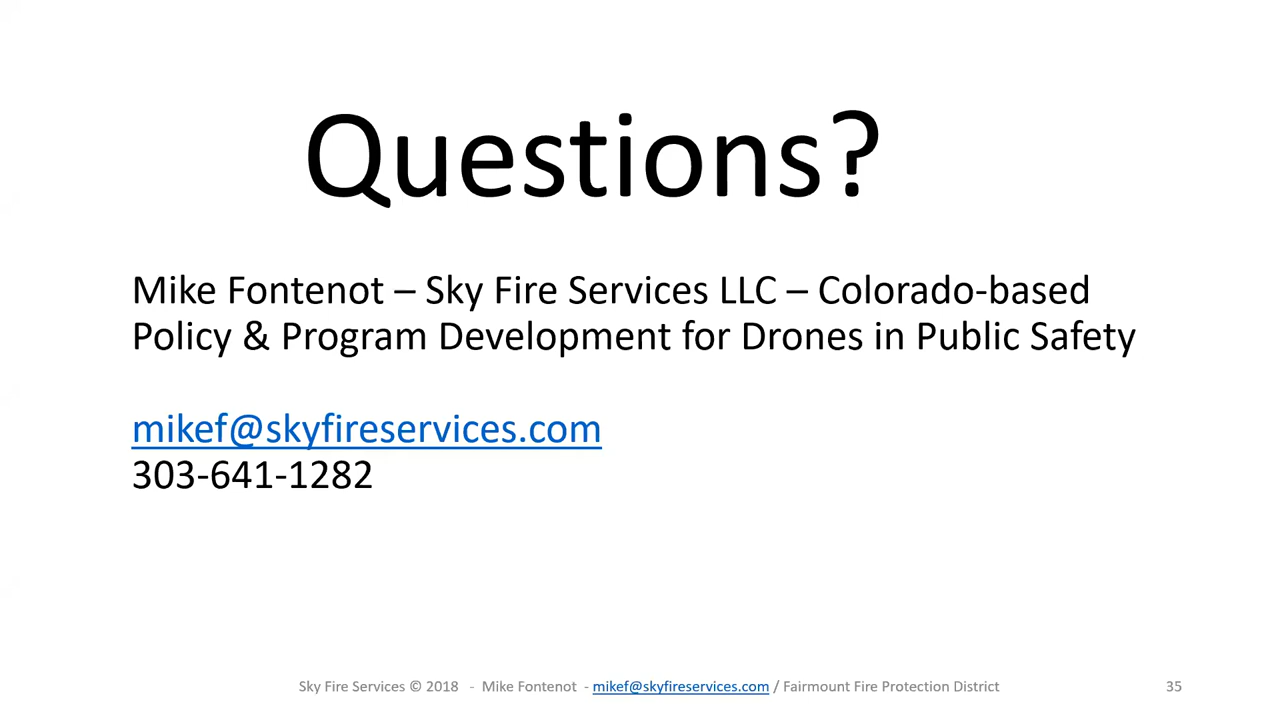 Questions?
Mike Fontenot – Sky Fire Services LLC – Colorado-based
Policy & Program Development for Drones in Public Safety
mikef@skyfireservices.com
303-641-1282
Sky Fire Services © 2018 - Mike Fontenot - mikef@skyfireservices.com / Fairmount Fire Protection District
35